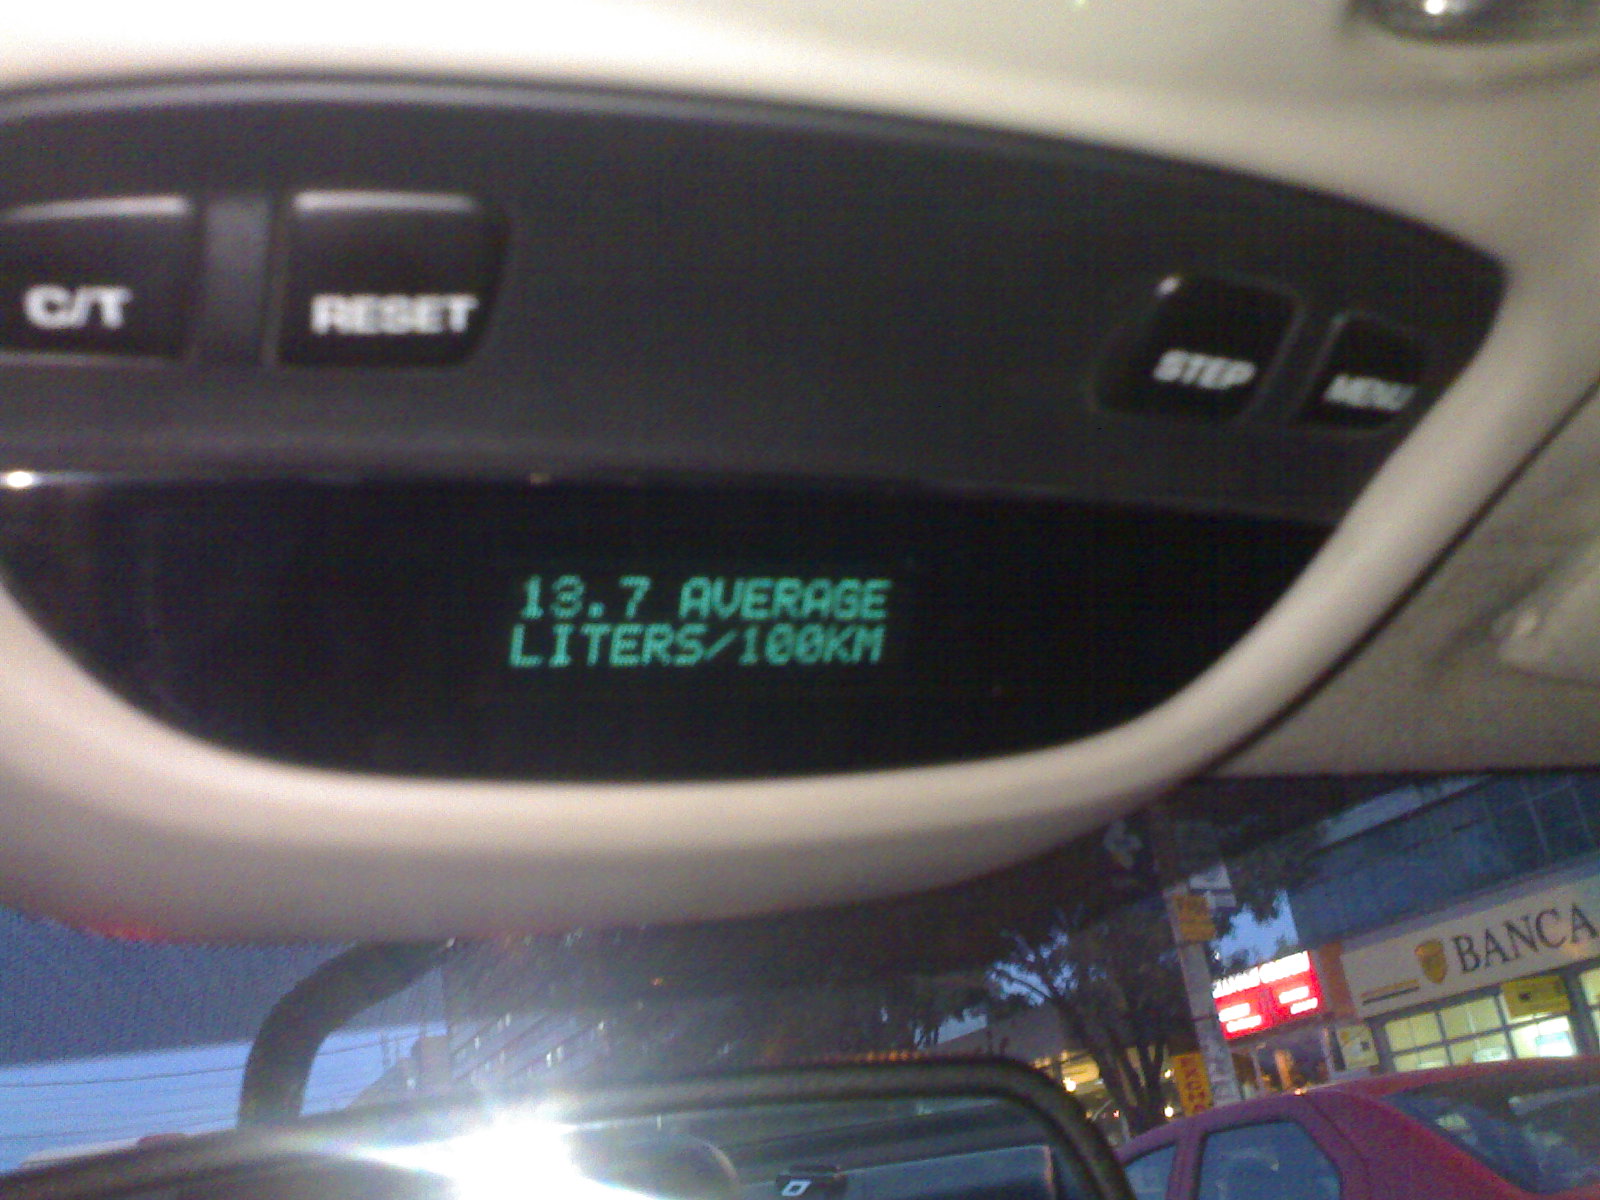 C/T
RESET
STEP
MENU
13.7 AVERAGE
LITERS/100KM
BANCA